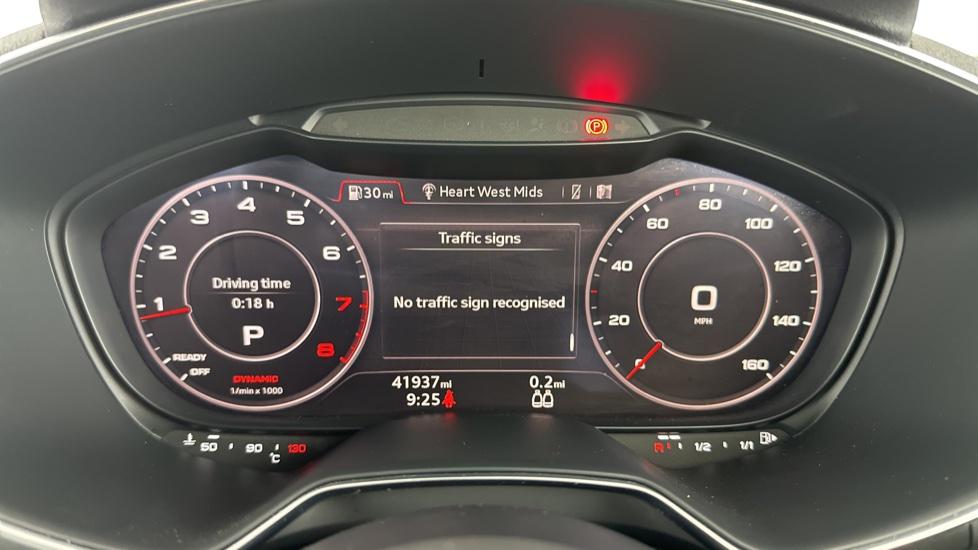 (P)
30 mi
Heart West Mids
Traffic signs
No traffic sign recognised
1 2 3 4 5 6 7 8
Driving time
0:18 h
P
READY
OFF
DYNAMIC
1/min x 1000
20 40 60 80 100 120 140 160
0
MPH
41937 mi
0.2 mi
9:25
50 90 130
°C
R 1/2 1/1